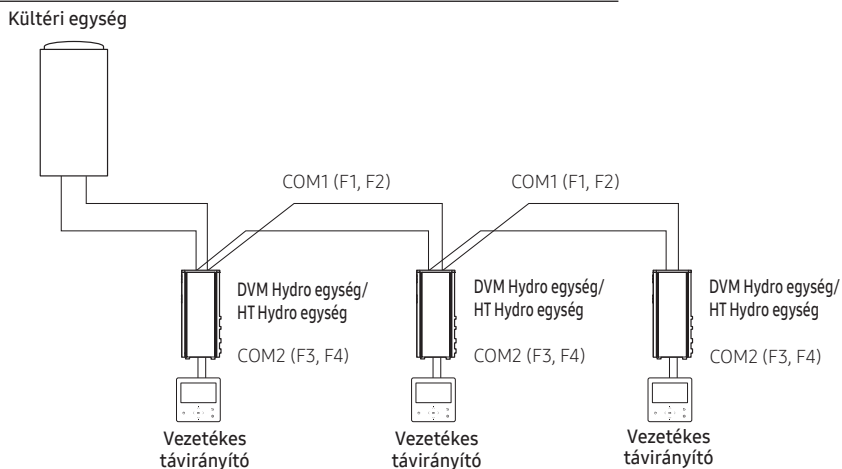 Kültéri egység
COM1 (F1, F2)
COM1 (F1, F2)
DVM Hydro egység/
HT Hydro egység
COM2 (F3, F4)
DVM Hydro egység/
HT Hydro egység
COM2 (F3, F4)
DVM Hydro egység/
HT Hydro egység
COM2 (F3, F4)
Vezetékes
távirányító
Vezetékes
távirányító
Vezetékes
távirányító